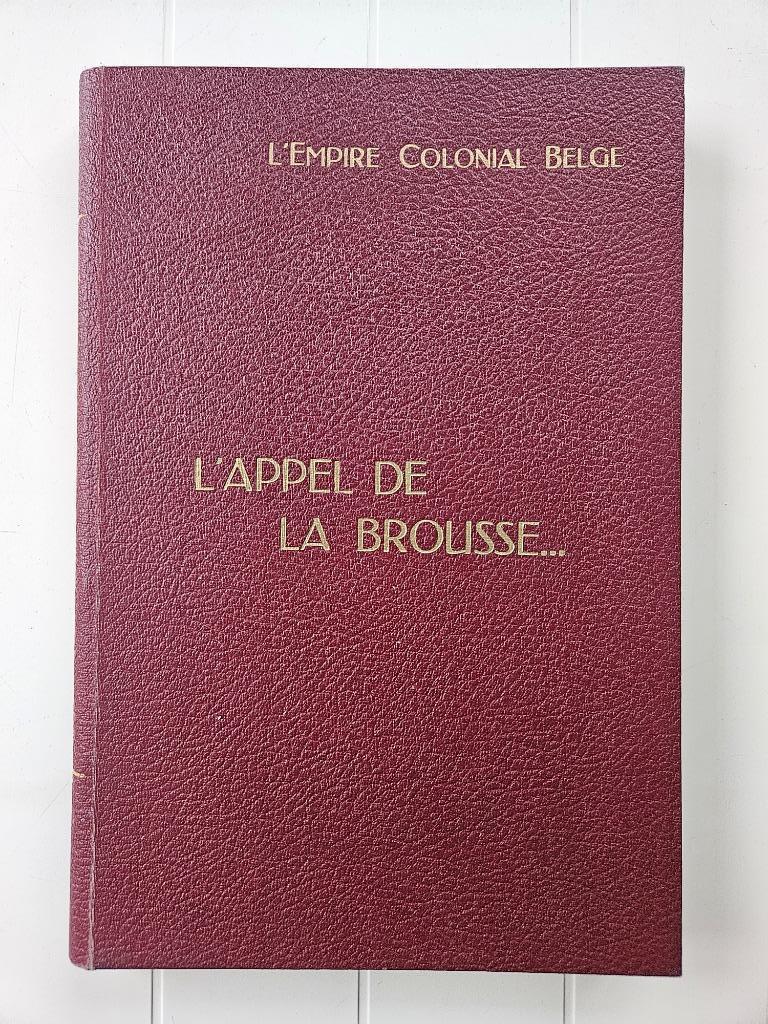 L'Empire Colonial Belge
L'APPEL DE
LA BROUSSE...